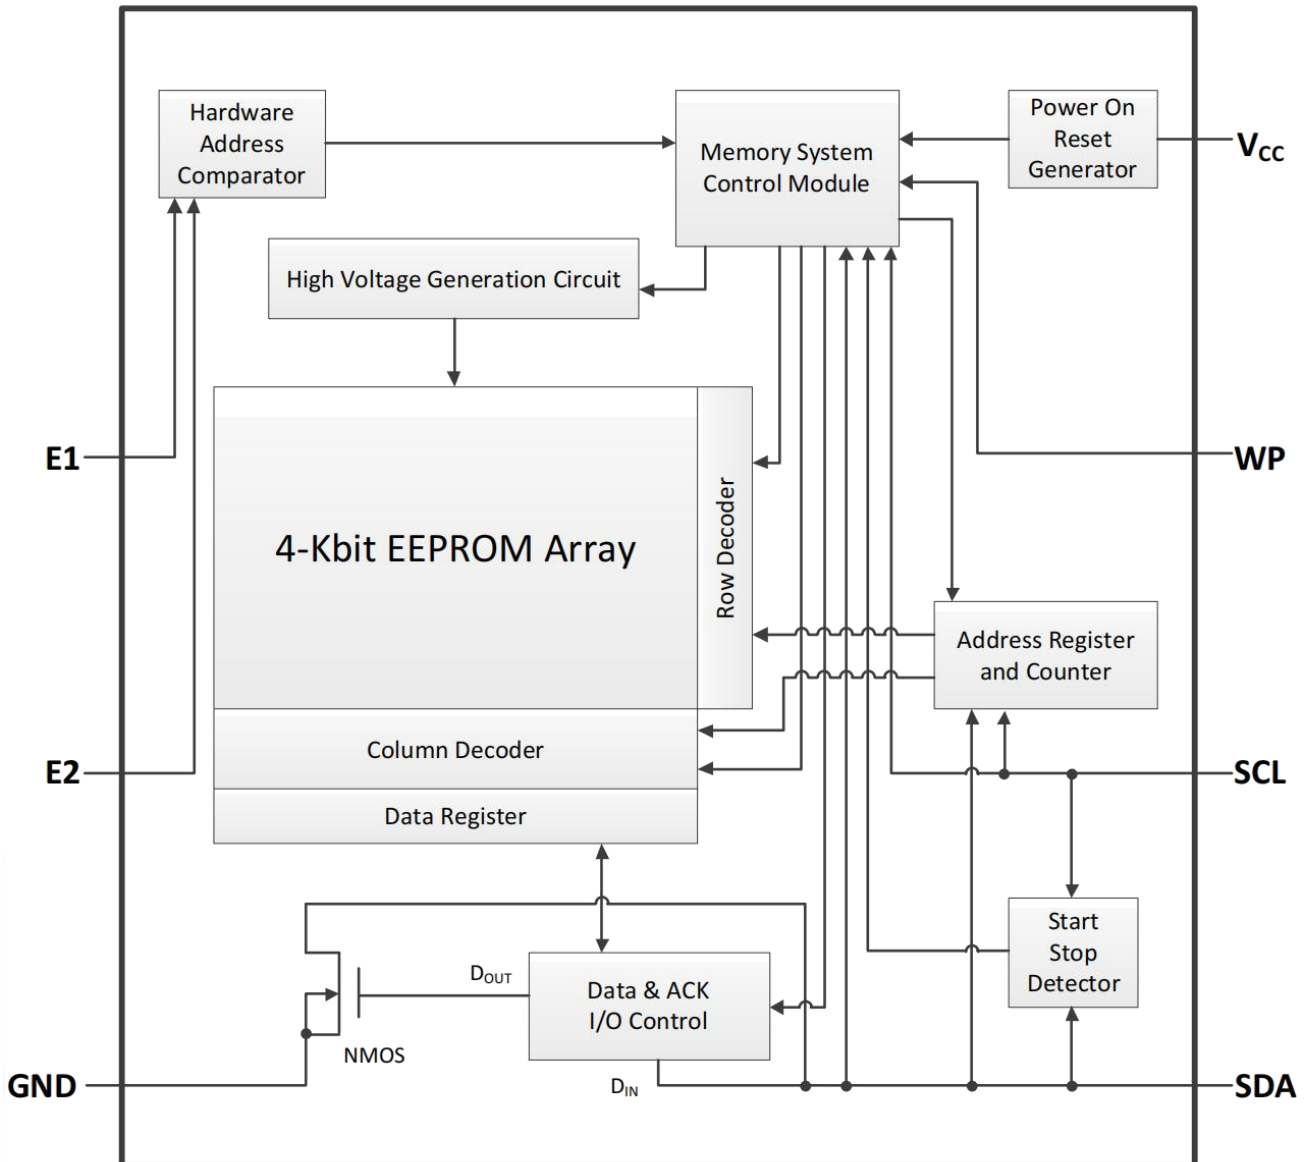 Hardware
Address
Comparator
Memory System
Control Module
Power On
Reset
Generator
VCC
High Voltage Generation Circuit
E1
WP
4-Kbit EEPROM Array
Row Decoder
Address Register
and Counter
Column Decoder
E2
SCL
Data Register
Start
Stop
Detector
DOUT
Data & ACK
I/O Control
NMOS
GND
DIN
SDA